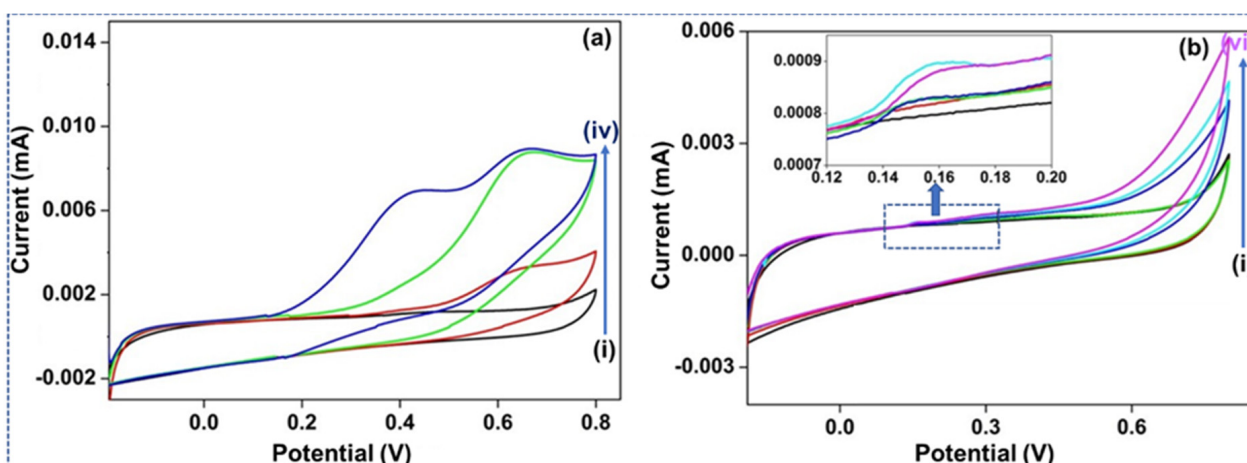 (a)
0.014
0.010
0.006
0.002
-0.002
Current (mA)
(iv)
(i)
0.0 0.2 0.4 0.6 0.8
Potential (V)
(b)
0.006
0.003
0.000
-0.003
Current (mA)
0.0009
0.0008
0.0007
0.12 0.14 0.16 0.18 0.20
(vi
(i
0.0 0.3 0.6
Potential (V)